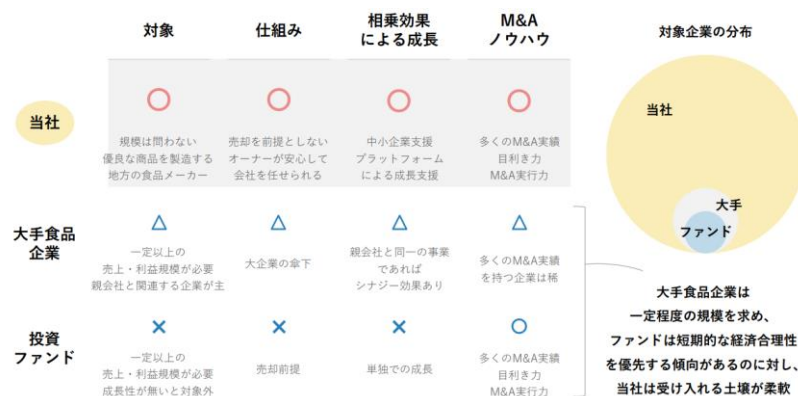 対象
仕組み
相乗効果
による成長
M&A
ノウハウ
対象企業の分布
当社
規模は問わない
優良な商品を製造する
地方の食品メーカー
売却を前提としない
オーナーが安心して
会社を任せられる
中小企業支援
プラットフォーム
による成長支援
多くのM&A実績
目利き力
M&A実行力
大手食品
企業
一定以上の
売上・利益規模が必要
親会社と関連する企業が主
大企業の傘下
親会社と同一の事業
であれば
シナジー効果あり
多くのM&A実績
を持つ企業は稀
投資
ファンド
一定以上の
売上・利益規模が必要
成長性が無いと対象外
売却前提
単独での成長
多くのM&A実績
目利き力
M&A実行力
当社
大手
ファンド
大手食品企業は
一定程度の規模を求め、
ファンドは短期的な経済合理性
を優先する傾向があるのに対し、
当社は受け入れる土壌が柔軟